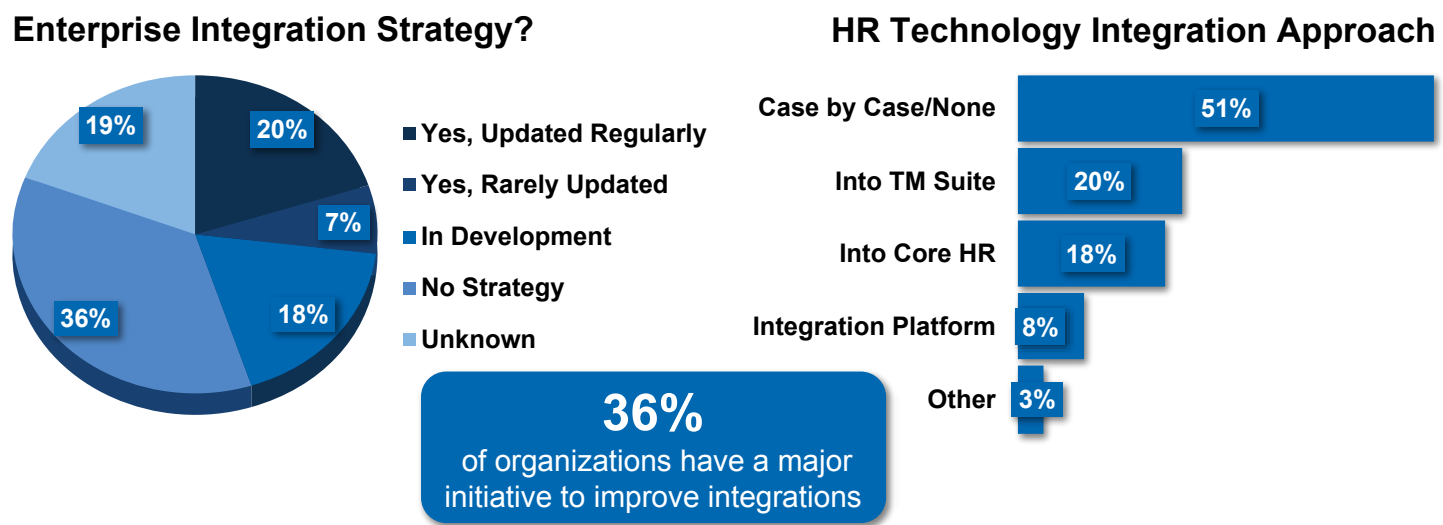 Enterprise Integration Strategy?
19%
20%
7%
18%
36%
Yes, Updated Regularly
Yes, Rarely Updated
In Development
No Strategy
Unknown
36%
of organizations have a major
initiative to improve integrations
HR Technology Integration Approach
Case by Case/None
51%
Into TM Suite
20%
Into Core HR
18%
Integration Platform
8%
Other
3%